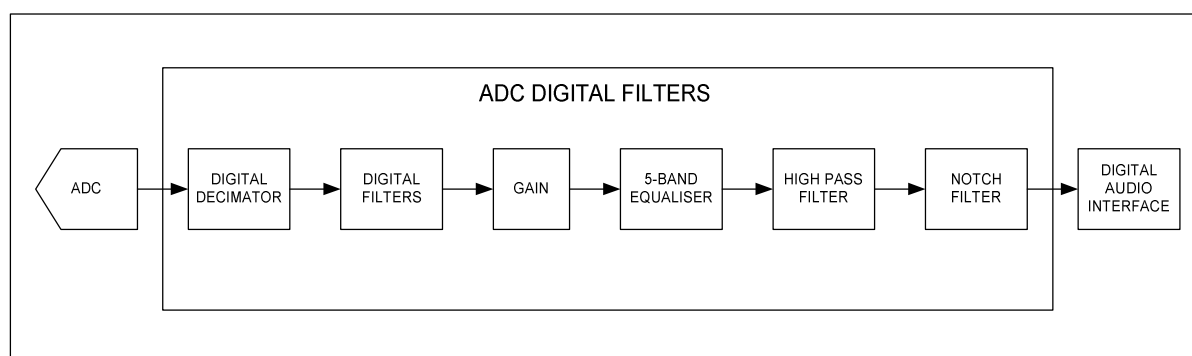 ADC DIGITAL FILTERS
ADC
DIGITAL
DECIMATOR
DIGITAL
FILTERS
GAIN
5-BAND
EQUALISER
HIGH PASS
FILTER
NOTCH
FILTER
DIGITAL
AUDIO
INTERFACE